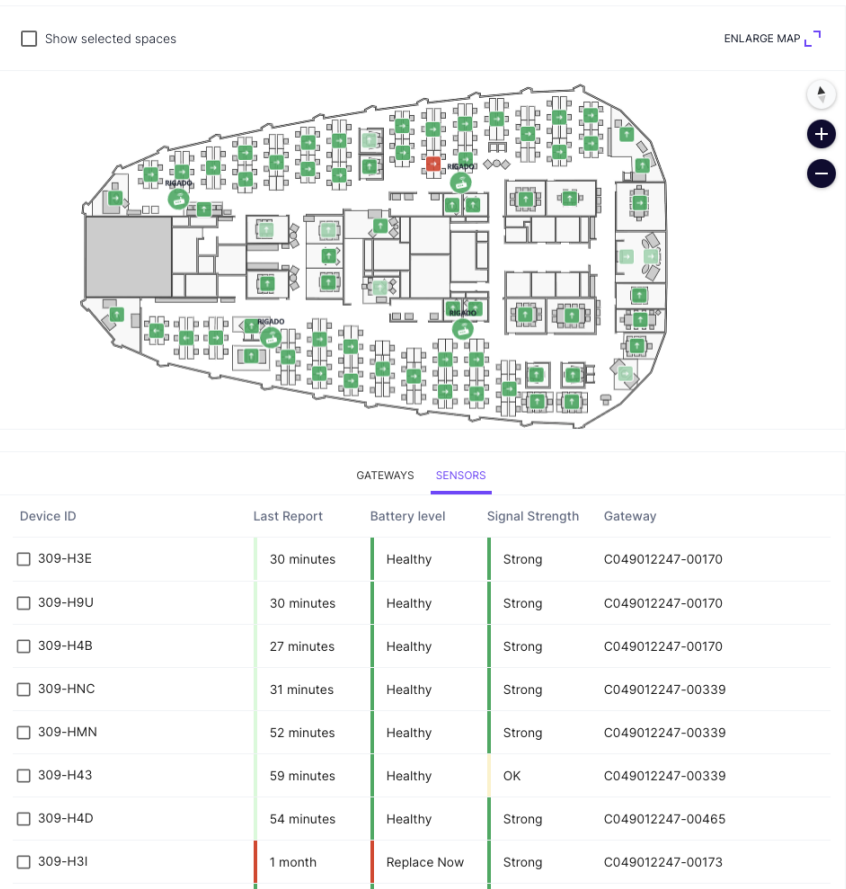 Show selected spaces
ENLARGE MAP
RIGADO
RIGADO
RIGADO
RIGADO
GATEWAYS SENSORS
Device ID Last Report Battery level Signal Strength Gateway
309-H3E 30 minutes Healthy Strong C049012247-00170
309-H9U 30 minutes Healthy Strong C049012247-00170
309-H4B 27 minutes Healthy Strong C049012247-00170
309-HNC 31 minutes Healthy Strong C049012247-00339
309-HMN 52 minutes Healthy Strong C049012247-00339
309-H43 59 minutes Healthy OK C049012247-00339
309-H4D 54 minutes Healthy Strong C049012247-00465
309-H3I 1 month Replace Now Strong C049012247-00173